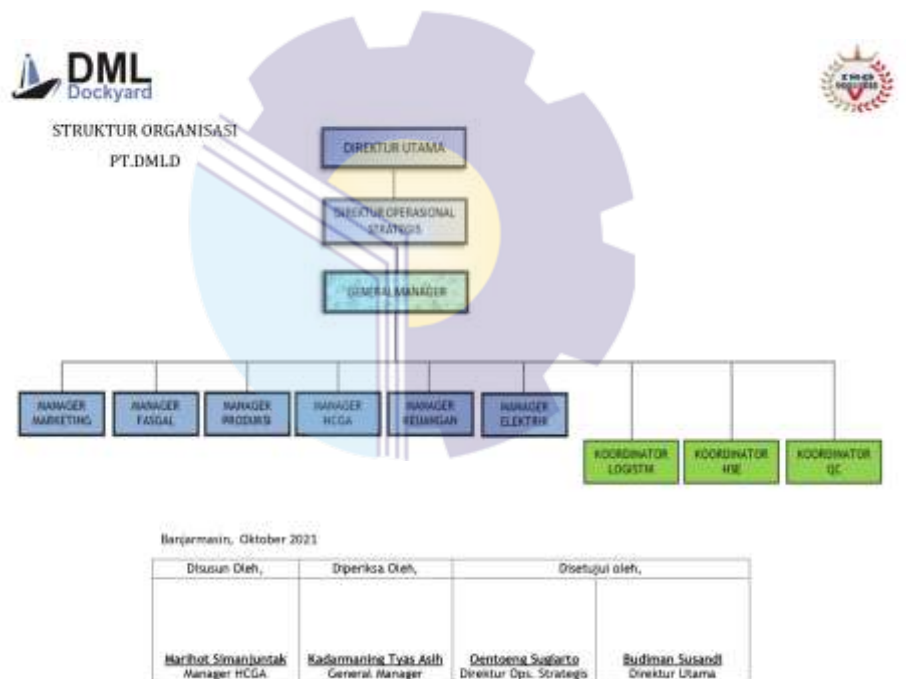 DML
Dockyard
STRUKTUR ORGANISASI
PT.DMLD
DIREKTUR UTAMA
DIREKTUR OPERASIONAL
STRATEGIS
GENERAL MANAGER
MANAGER
MARKETING
MANAGER
FASGAL
MANAGER
PRODUKSI
MANAGER
HCGA
MANAGER
KEUANGAN
MANAGER
ELEKTRIK
KOORDINATOR
LOGISTIK
KOORDINATOR
HSE
KOORDINATOR
QC
Banjarmasin, Oktober 2021
Disusun Oleh,
Diperiksa Oleh,
Disetujui oleh,
Marihot Simanjuntak
Manager HCGA
Kadarmaning Tyas Asih
General Manager
Oentoeng Sugiarto
Direktur Ops. Strategis
Budiman Susandi
Direktur Utama